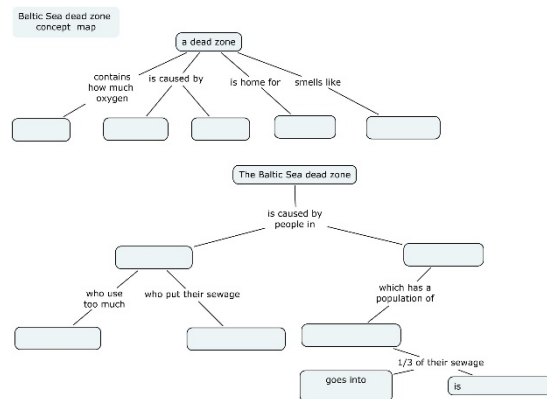 Baltic Sea dead zone
concept map
a dead zone
contains
how much
oxygen
is caused by
is home for
smells like
The Baltic Sea dead zone
is caused by
people in
who use
too much
who put their sewage
which has a
population of
1/3 of their sewage
goes into
is